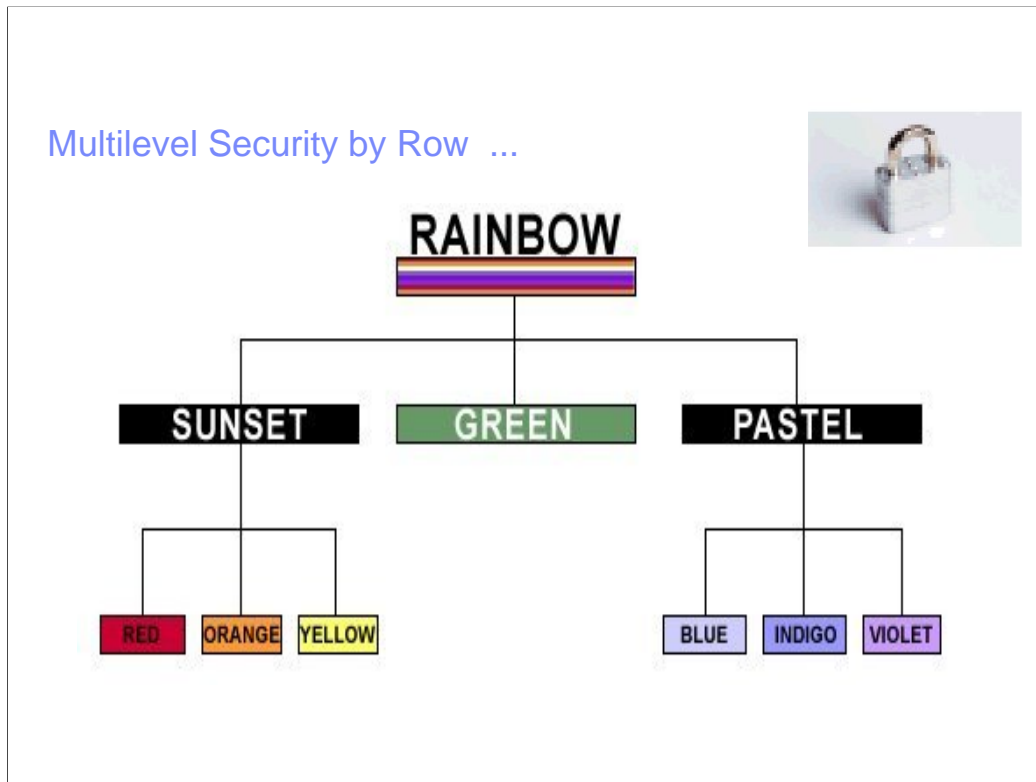 Multilevel Security by Row ...
RAINBOW
SUNSET GREEN PASTEL
RED ORANGE YELLOW BLUE INDIGO VIOLET